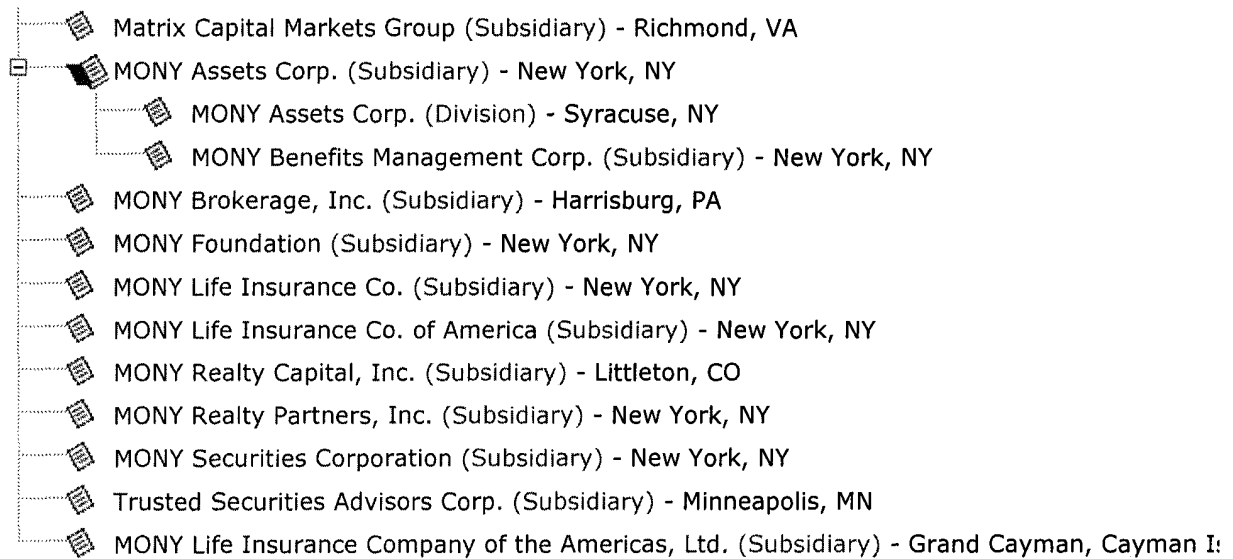 Matrix Capital Markets Group (Subsidiary) - Richmond, VA
MONY Assets Corp. (Subsidiary) - New York, NY
MONY Assets Corp. (Division) - Syracuse, NY
MONY Benefits Management Corp. (Subsidiary) - New York, NY
MONY Brokerage, Inc. (Subsidiary) - Harrisburg, PA
MONY Foundation (Subsidiary) - New York, NY
MONY Life Insurance Co. (Subsidiary) - New York, NY
MONY Life Insurance Co. of America (Subsidiary) - New York, NY
MONY Realty Capital, Inc. (Subsidiary) - Littleton, CO
MONY Realty Partners, Inc. (Subsidiary) - New York, NY
MONY Securities Corporation (Subsidiary) - New York, NY
Trusted Securities Advisors Corp. (Subsidiary) - Minneapolis, MN
MONY Life Insurance Company of the Americas, Ltd. (Subsidiary) - Grand Cayman, Cayman